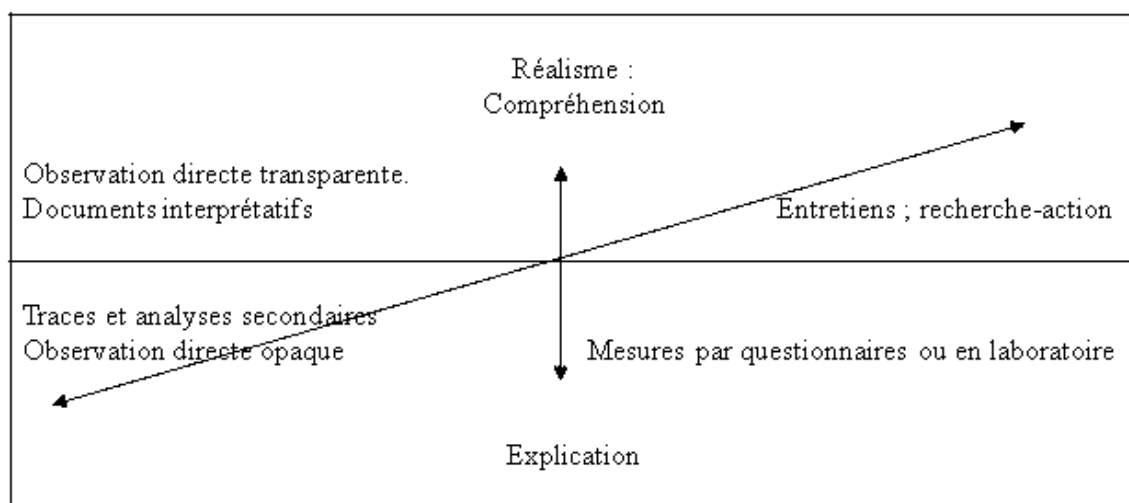 Réalisme :
Compréhension
Observation directe transparente.
Documents interprétatifs
Entretiens ; recherche-action
Traces et analyses secondaires
Observation directe opaque
Mesures par questionnaires ou en laboratoire
Explication